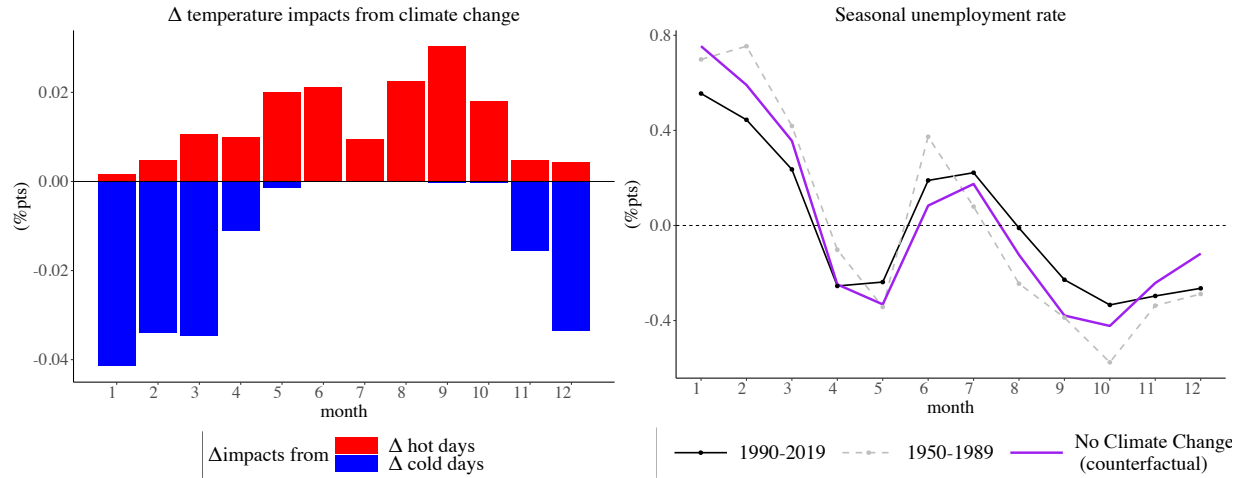 Δ temperature impacts from climate change
(%pts)
0.02
0.00
-0.02
-0.04
1 2 3 4 5 6 7 8 9 10 11 12
month
Δimpacts from
Δ hot days
Δ cold days
Seasonal unemployment rate
(%pts)
0.8
0.4
0.0
-0.4
1 2 3 4 5 6 7 8 9 10 11 12
month
1990-2019
1950-1989
No Climate Change
(counterfactual)